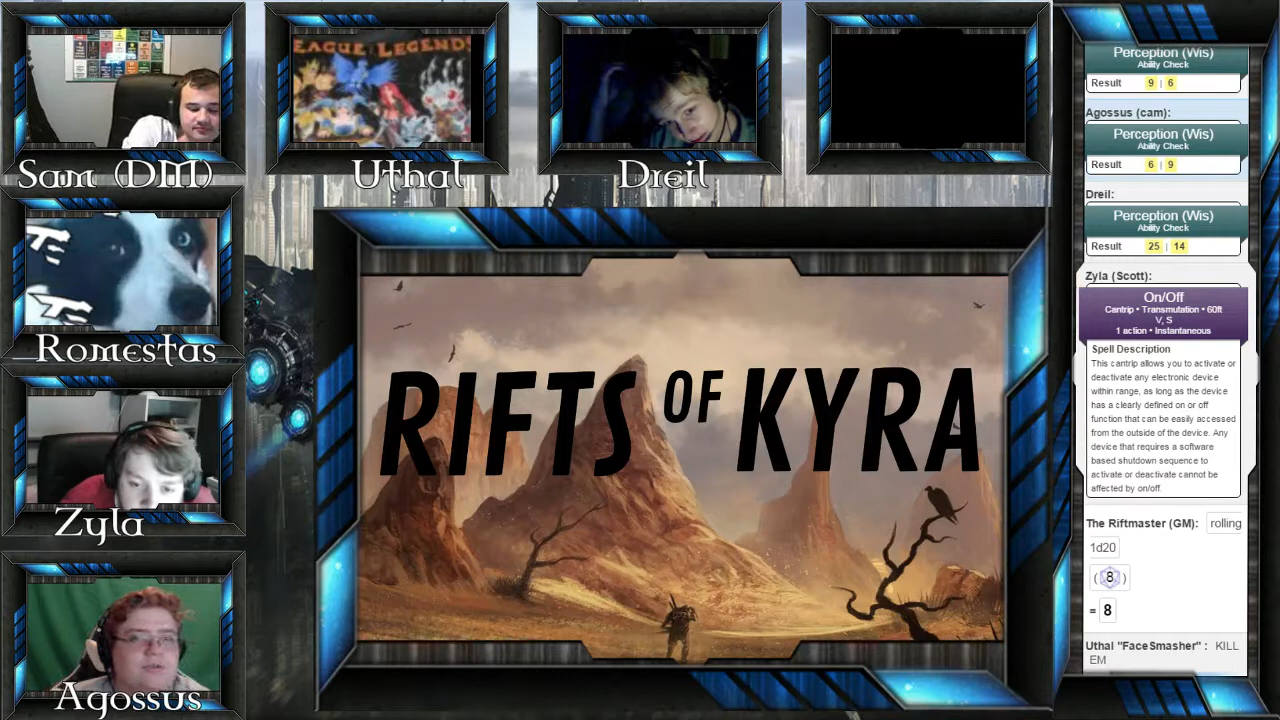 EAGUE LEGENDS
Sam (DM)
Uthal
Dreil
Romestas
Zyla
Agossus
RIFTS OF KYRA
Perception (Wis)
Ability Check
Result 9 | 6
Agossus (cam):
Perception (Wis)
Ability Check
Result 6 | 9
Dreil:
Perception (Wis)
Ability Check
Result 25 | 14
Zyla (Scott):
On/Off
Cantrip • Transmutation • 60ft
V, S
1 action • Instantaneous
Spell Description
This cantrip allows you to activate or
deactivate any electronic device
within range, as long as the device
has a clearly defined on or off
function that can be easily accessed
from the outside of the device. Any
device that requires a software
based shutdown sequence to
activate or deactivate cannot be
affected by on/off.
The Riftmaster (GM): rolling
1d20
(8)
= 8
Uthal "FaceSmasher" : KILL
EM